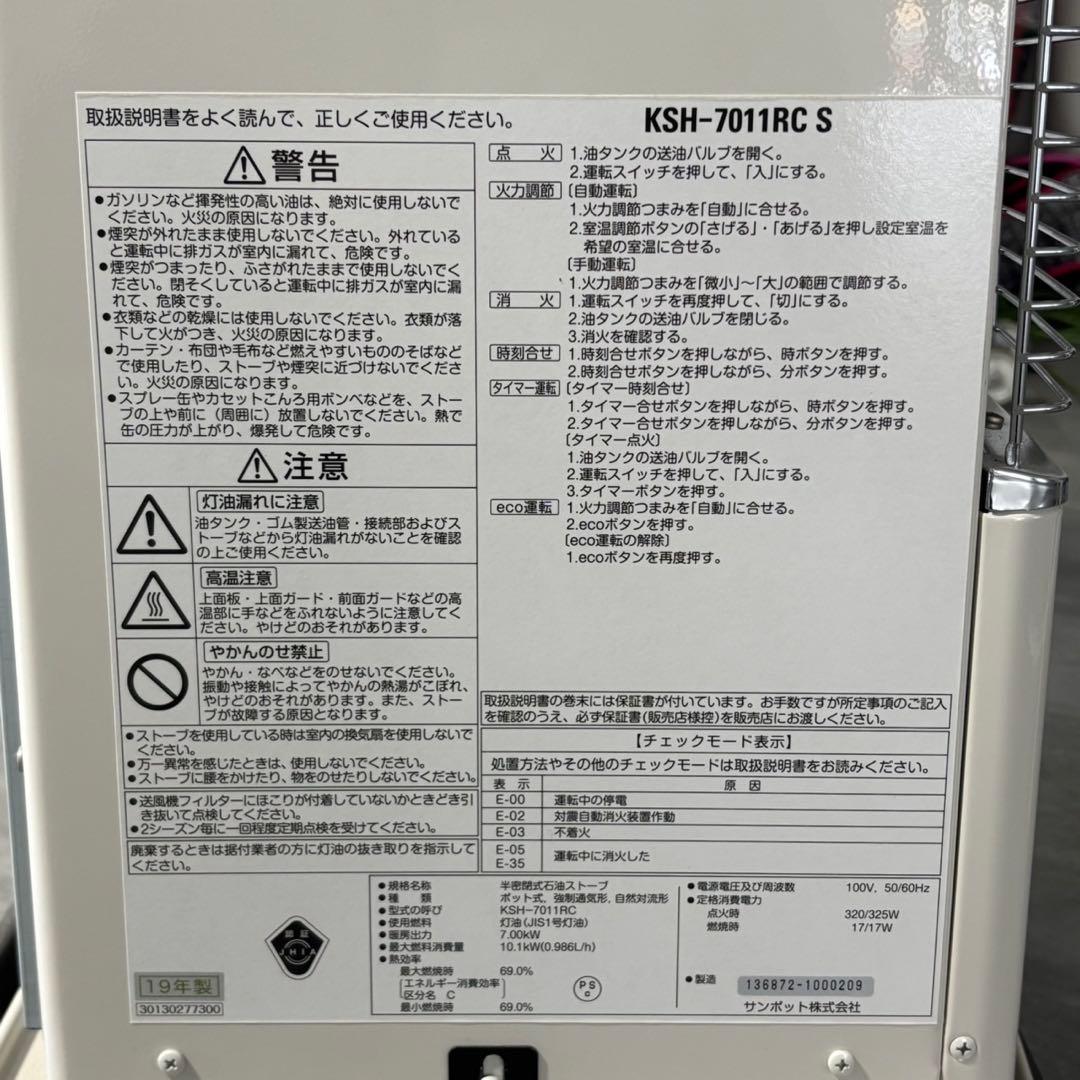 取扱説明書をよく読んで、正しくご使用ください。
KSH-7011RC S
警告
●ガソリンなど揮発性の高い油は、絶対に使用しないで
ください。火災の原因になります。
●煙突が外れたまま使用しないでください。外れている
と運転中に排ガスが室内に漏れて、危険です。
●煙突がつまったり、ふさがれたままで使用しないでく
ださい。閉そくしていると運転中に排ガスが室内に漏
れて、危険です。
●衣類などの乾燥には使用しないでください。衣類が落
下して火がつき、火災の原因になります。
●カーテン・布団や毛布など燃えやすいもののそばなど
で使用したり、ストーブや煙突に近づけないでくださ
い。火災の原因になります。
●スプレー缶やカセットこんろ用ボンベなどを、ストー
ブの上や前に(周囲に)放置しないでください。熱で
缶の圧力が上がり、爆発して危険です。
注意
灯油漏れに注意
油タンク・ゴム製送油管・接続部およびス
トーブなどから灯油漏れがないことを確認
の上ご使用ください。
高温注意
上面板・上面ガード・前面ガードなどの高
温部に手などをふれないように注意してく
ださい。やけどのおそれがあります。
やかんのせ禁止
やかん・なべなどをのせないでください。
振動や接触によってやかんの熱湯がこぼれ、
やけどのおそれがあります。また、ストー
ブが故障する原因となります。
●ストーブを使用している時は室内の換気扇を使用しないで
ください。
●万一異常を感じたときは、使用しないでください。
●ストーブに腰をかけたり、物をのせたりしないでください。
●送風機フィルターにほこりが付着していないかときどき引
き抜いて点検してください。
●2シーズン毎に一回程度定期点検を受けてください。
廃棄するときは据付業者の方に灯油の抜き取りを指示して
ください。
点火 1.油タンクの送油バルブを開く。
2.運転スイッチを押して、「入」にする。
火力調節 〔自動運転〕
1.火力調節つまみを「自動」に合せる。
2.室温調節ボタンの「さげる」・「あげる」を押し設定室温を
希望の室温に合せる。
〔手動運転〕
1.火力調節つまみを「微小」～「大」の範囲で調節する。
消火 1.運転スイッチを再度押して、「切」にする。
2.油タンクの送油バルブを閉じる。
3.消火を確認する。
時刻合せ 1.時刻合せボタンを押しながら、時ボタンを押す。
2.時刻合せボタンを押しながら、分ボタンを押す。
タイマー運転 〔タイマー時刻合せ〕
1.タイマー合せボタンを押しながら、時ボタンを押す。
2.タイマー合せボタンを押しながら、分ボタンを押す。
〔タイマー点火〕
1.油タンクの送油バルブを開く。
2.運転スイッチを押して、「入」にする。
3.タイマーボタンを押す。
eco運転 1.火力調節つまみを「自動」に合せる。
2.ecoボタンを押す。
〔eco運転の解除〕
1.ecoボタンを再度押す。
取扱説明書の巻末には保証書が付いています。お手数ですが所定事項のご記入
を確認のうえ、必ず保証書(販売店様控)を販売店にお渡しください。
【チェックモード表示】
処置方法やその他のチェックモードは取扱説明書をお読みください。
表示 原因
E-00 運転中の停電
E-02 対震自動消火装置作動
E-03 不着火
E-05
E-35 運転中に消火した
認証
JHIA
19年製
30130277300
●規格名称 半密閉式石油ストーブ
●種類 ポット式、強制通気形、自然対流形
●型式の呼び KSH-7011RC
●使用燃料 灯油(JIS1号灯油)
●暖房出力 7.00kW
●最大燃料消費量 10.1kW(0.986L/h)
●熱効率
最大燃焼時 69.0%
〔エネルギー消費効率
区分名 C〕
最小燃焼時 69.0%
PS
C
●電源電圧及び周波数 100V, 50/60Hz
●定格消費電力
点火時 320/325W
燃焼時 17/17W
●製造 136872-1000209
サンポット株式会社